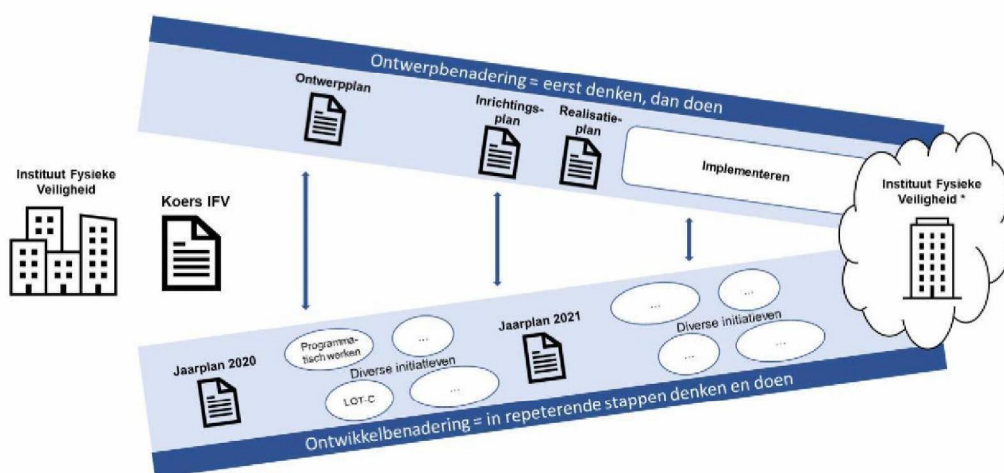 Ontwerpbenadering = eerst denken, dan doen
Ontwerpplan
Inrichtings-
plan
Realisatie-
plan
Implementeren
Instituut Fysieke
Veiligheid
Koers IFV
Instituut Fysieke
Veiligheid *
Jaarplan 2020
Programma-
tisch werken
...
Diverse initiatieven
LOT-C
...
Jaarplan 2021
...
...
Diverse initiatieven
...
...
Ontwikkelbenadering = in repeterende stappen denken en doen